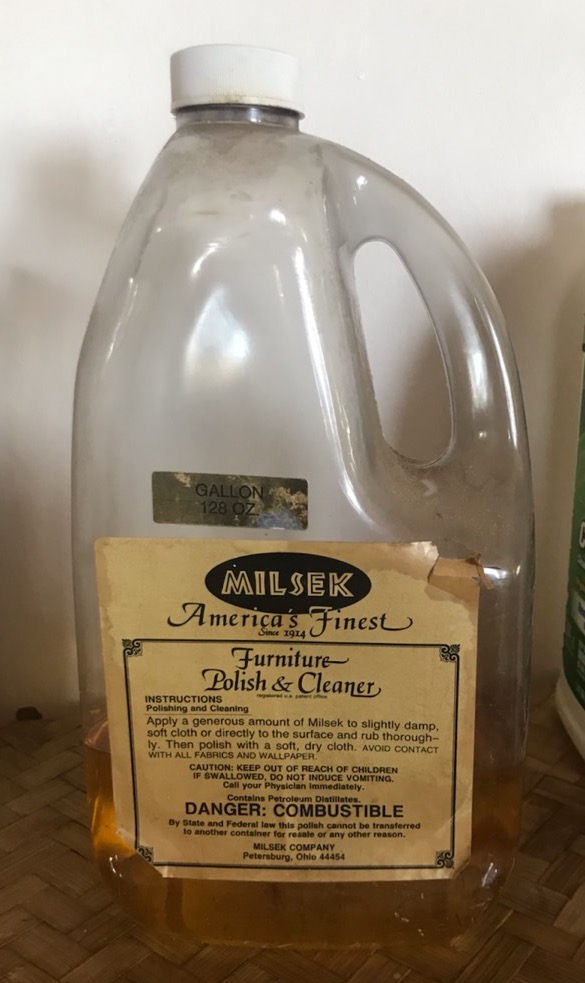 GALLON
128 OZ.
MILSEK
America's Finest
Since 1914
Furniture
Polish & Cleaner
registered u.s. patent office
INSTRUCTIONS
Polishing and Cleaning
Apply a generous amount of Milsek to slightly damp,
soft cloth or directly to the surface and rub thorough-
ly. Then polish with a soft, dry cloth. AVOID CONTACT
WITH ALL FABRICS AND WALLPAPER.
CAUTION: KEEP OUT OF REACH OF CHILDREN
IF SWALLOWED, DO NOT INDUCE VOMITING.
Call your Physician immediately.
Contains Petroleum Distillates.
DANGER: COMBUSTIBLE
By State and Federal law this polish cannot be transferred
to another container for resale or any other reason.
MILSEK COMPANY
Petersburg, Ohio 44454